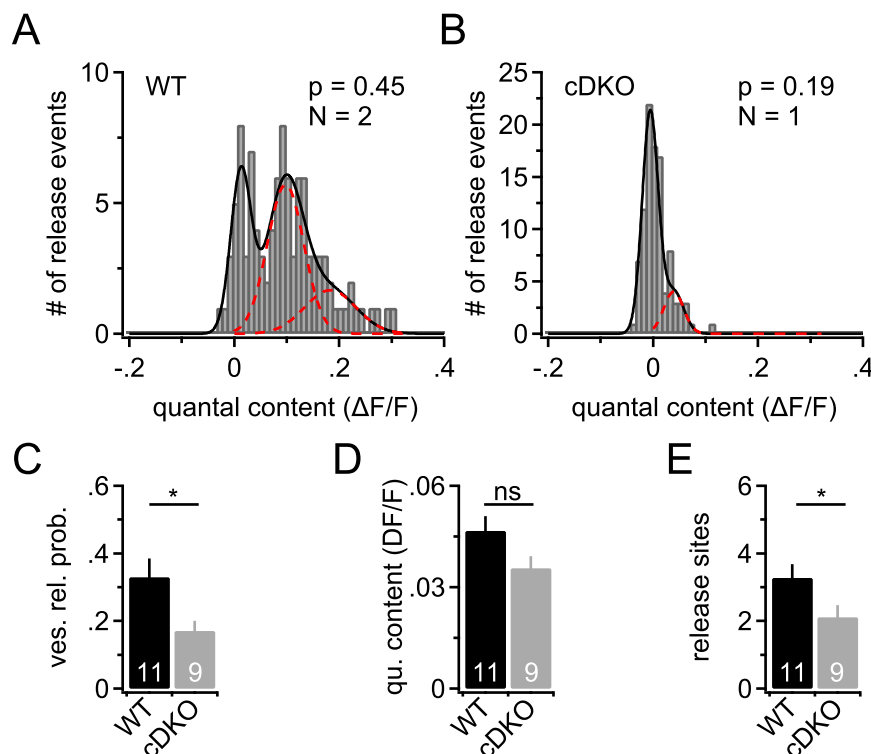 A
WT
p = 0.45
N = 2
# of release events
10
5
0
-.2
0
.2
.4
quantal content (ΔF/F)
B
cDKO
p = 0.19
N = 1
# of release events
25
20
15
10
5
0
-.2
0
.2
.4
quantal content (ΔF/F)
C
ves. rel. prob.
.6
.4
.2
0
*
11
9
WT
cDKO
D
qu. content (DF/F)
.06
.03
0
ns
11
9
WT
cDKO
E
release sites
6
4
2
0
*
11
9
WT
cDKO